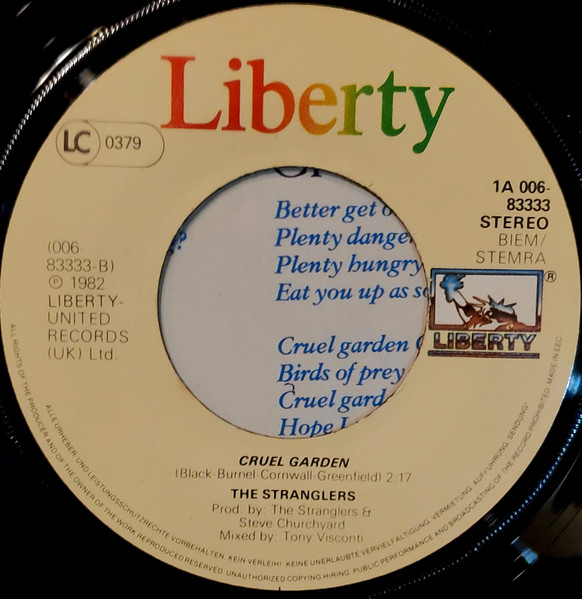 Liberty
LC 0379
1A 006-
83333
STEREO
BIEM/
STEMRA
(006-
83333-B)
℗ 1982
LIBERTY-
UNITED
RECORDS
(UK) Ltd.
®
LIBERTY
Better get
Plenty
Plenty hungry
Eat you up as
Cruel garden
Birds of prey
Cruel
Hope
CRUEL GARDEN
(Black-Burnel-Cornwall-Greenfield) 2:17
THE STRANGLERS
Prod. by: The Stranglers &
Steve Churchyard
Mixed by: Tony Visconti
ALLE URHEBER UND LEISTUNGSSCHUTZRECHTE VORBEHALTEN. KEIN VERLEIH! KEINE UNERLAUBTE VERVIELFALTIGUNG, VERMIETUNG, AUFFÜHRUNG, SENDUNG!
ALL RIGHTS OF THE PRODUCER AND OF THE OWNER OF THE WORK REPRODUCED RESERVED. UNAUTHORIZED COPYING HIRING, PUBLIC PERFORMANCE AND BROADCASTING OF THE RECORD PROHIBITED. MADE IN EEC